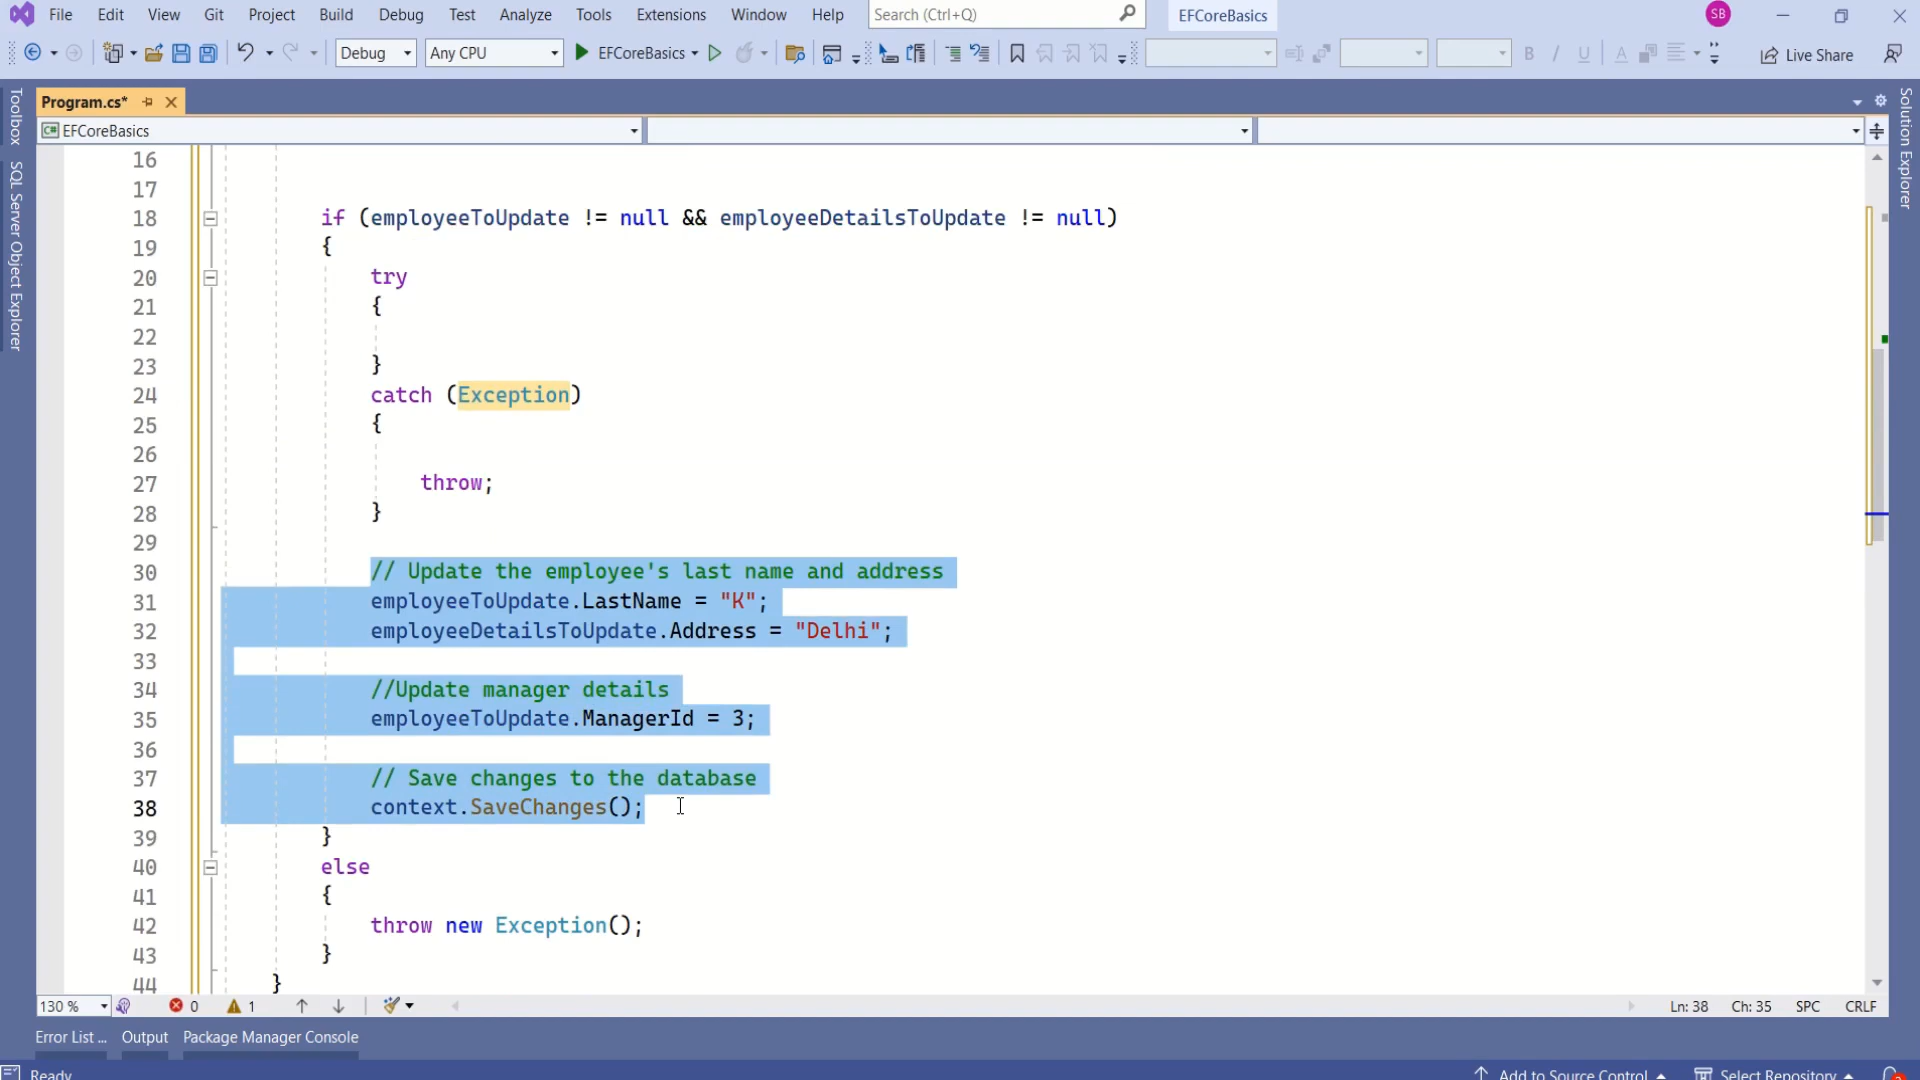 File Edit View Git Project Build Debug Test Analyze Tools Extensions Window Help Search (Ctrl+Q) EFCoreBasics SB
Debug Any CPU EFCoreBasics Live Share
Program.cs*
C# EFCoreBasics
Toolbox
SQL Server Object Explorer
Solution Explorer
16
17
18 if (employeeToUpdate != null && employeeDetailsToUpdate != null)
19 {
20 try
21 {
22
23 }
24 catch (Exception)
25 {
26
27 throw;
28 }
29
30 // Update the employee's last name and address
31 employeeToUpdate.LastName = "K";
32 employeeDetailsToUpdate.Address = "Delhi";
33
34 //Update manager details
35 employeeToUpdate.ManagerId = 3;
36
37 // Save changes to the database
38 context.SaveChanges();
39 }
40 else
41 {
42 throw new Exception();
43 }
44 }
130 % 0 1 Ln: 38 Ch: 35 SPC CRLF
Error List ... Output Package Manager Console
Ready Add to Source Control Select Repository